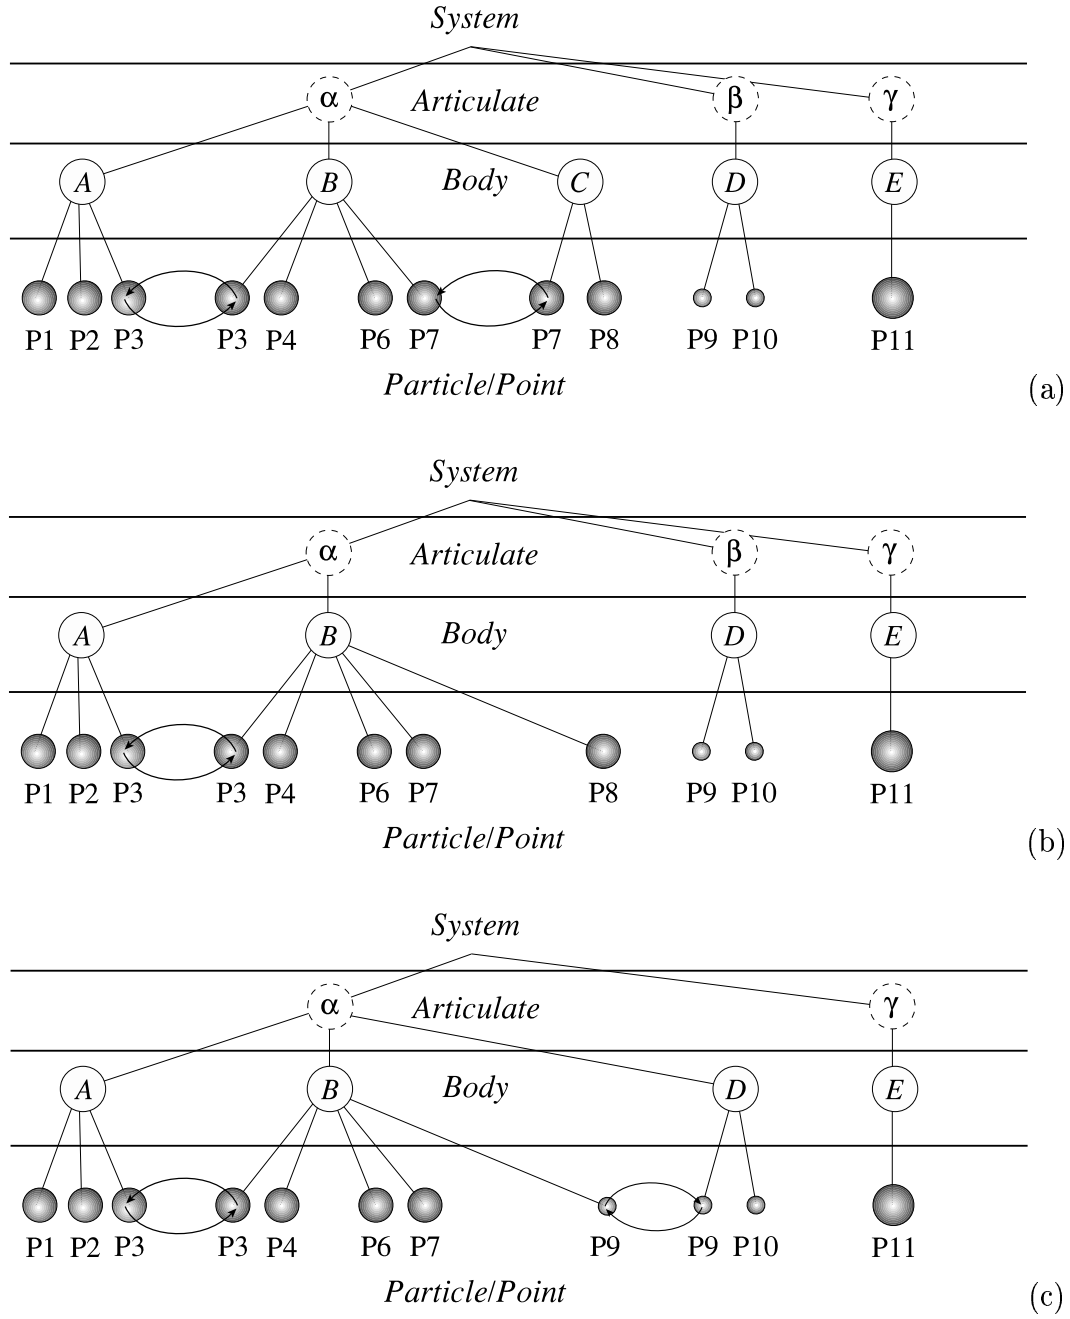 System
α Articulate β γ
A B Body C D E
P1 P2 P3 P3 P4 P6 P7 P7 P8 P9 P10 P11
Particle/Point (a)
System
α Articulate β γ
A B Body D E
P1 P2 P3 P3 P4 P6 P7 P8 P9 P10 P11
Particle/Point (b)
System
α Articulate γ
A B Body D E
P1 P2 P3 P3 P4 P6 P7 P9 P9 P10 P11
Particle/Point (c)